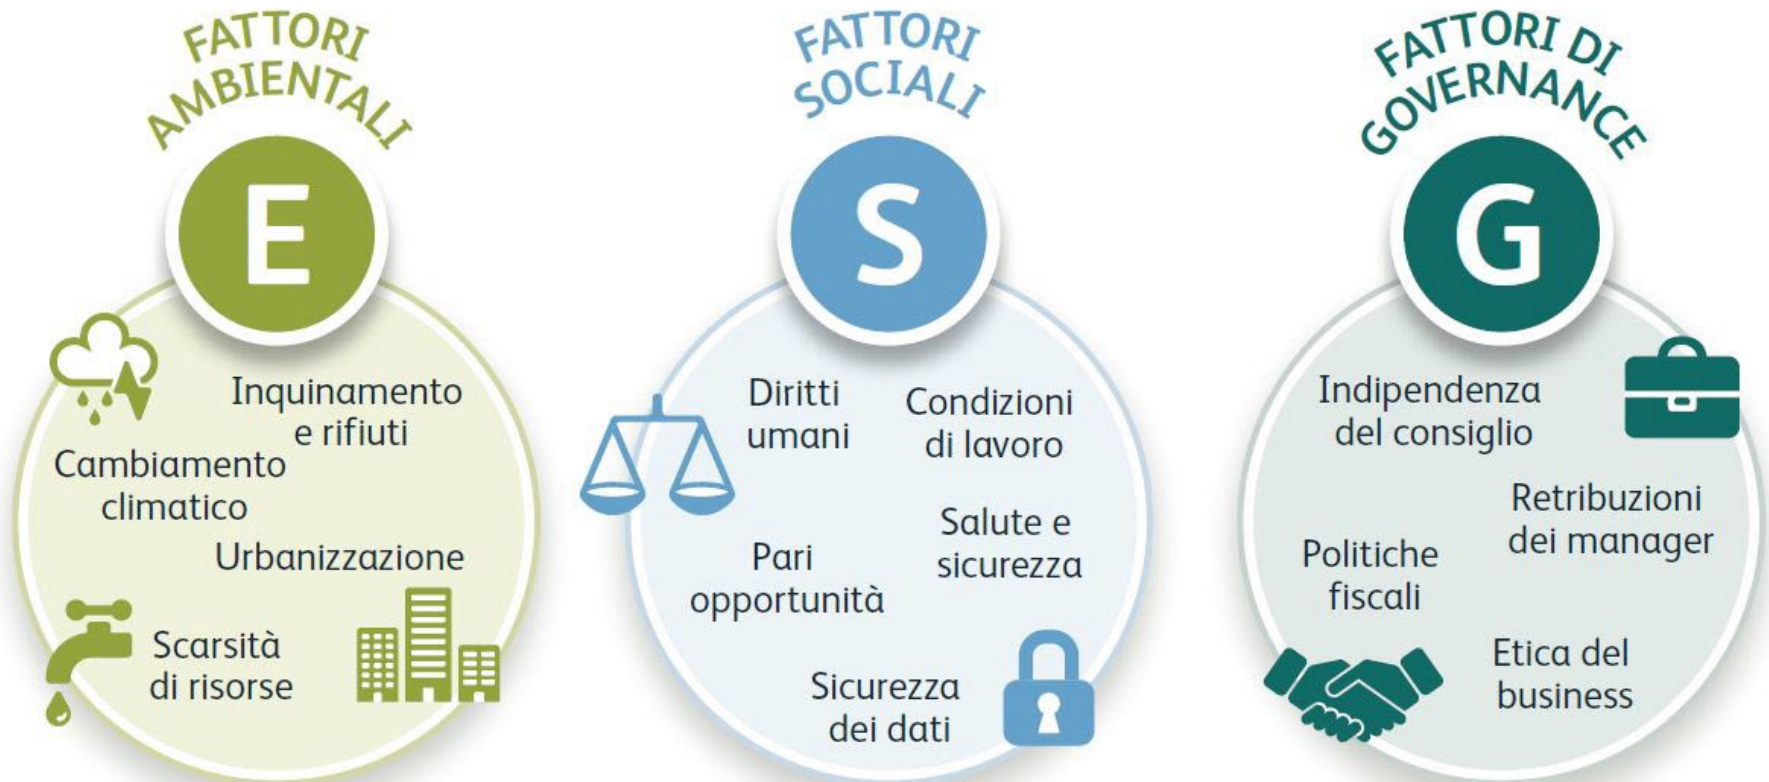 FATTORI
AMBIENTALI
E
Inquinamento
e rifiuti
Cambiamento
climatico
Urbanizzazione
Scarsità
di risorse
FATTORI
SOCIALI
S
Diritti
umani
Condizioni
di lavoro
Salute e
sicurezza
Pari
opportunità
Sicurezza
dei dati
FATTORI DI
GOVERNANCE
G
Indipendenza
del consiglio
Retribuzioni
dei manager
Politiche
fiscali
Etica del
business